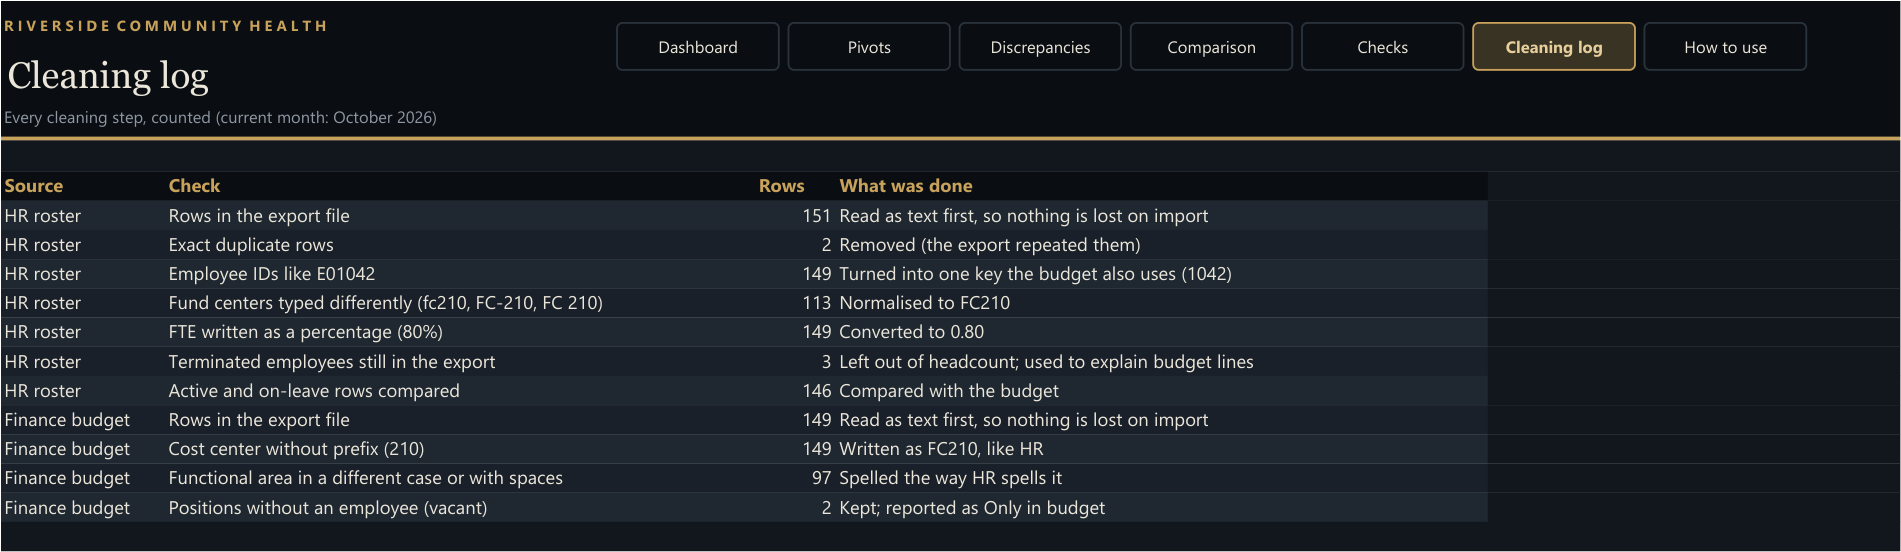 RIVERSIDE COMMUNITY HEALTH
Dashboard Pivots Discrepancies Comparison Checks Cleaning log How to use
Cleaning log
Every cleaning step, counted (current month: October 2026)
Source Check Rows What was done
HR roster Rows in the export file 151 Read as text first, so nothing is lost on import
HR roster Exact duplicate rows 2 Removed (the export repeated them)
HR roster Employee IDs like E01042 149 Turned into one key the budget also uses (1042)
HR roster Fund centers typed differently (fc210, FC-210, FC 210) 113 Normalised to FC210
HR roster FTE written as a percentage (80%) 149 Converted to 0.80
HR roster Terminated employees still in the export 3 Left out of headcount; used to explain budget lines
HR roster Active and on-leave rows compared 146 Compared with the budget
Finance budget Rows in the export file 149 Read as text first, so nothing is lost on import
Finance budget Cost center without prefix (210) 149 Written as FC210, like HR
Finance budget Functional area in a different case or with spaces 97 Spelled the way HR spells it
Finance budget Positions without an employee (vacant) 2 Kept; reported as Only in budget